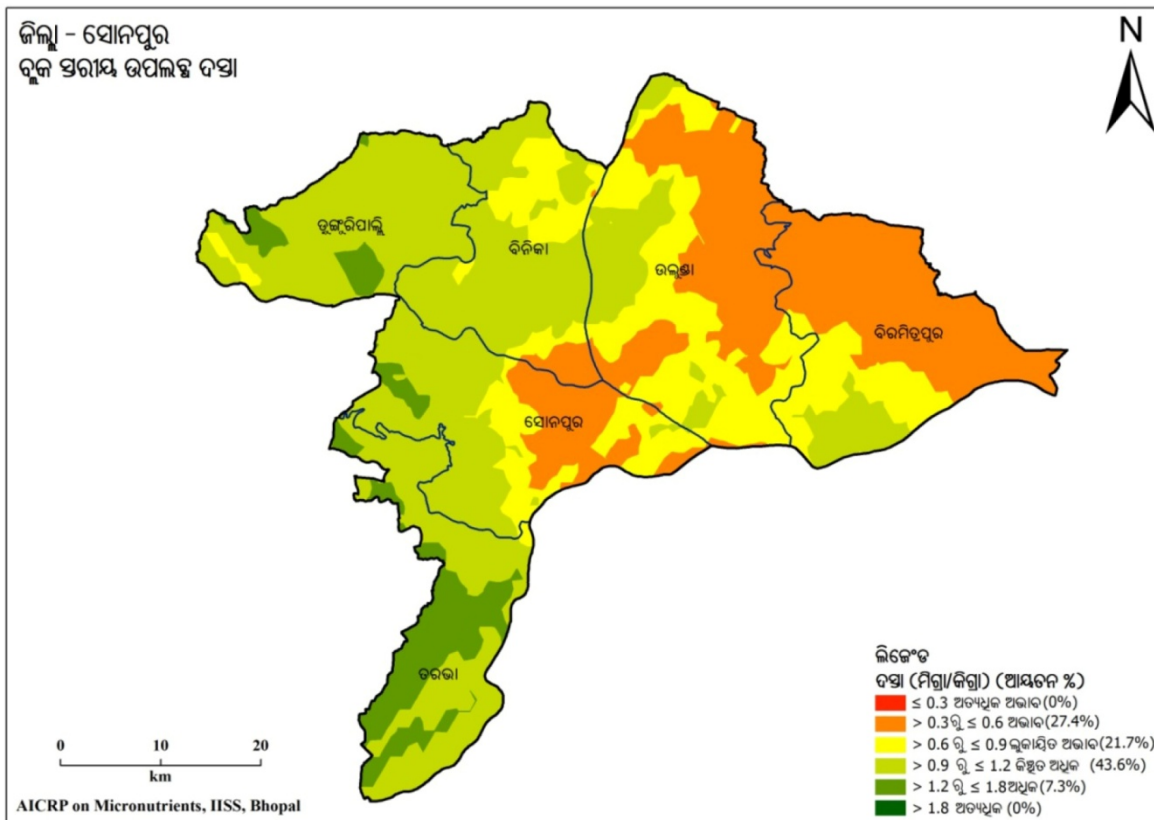 ଜିଲ୍ଲା – ସୋନପୁର
ବ୍ଲକ ସ୍ତରୀୟ ଉପଲବ୍ଧ ଦସ୍ତା
N
ଡୁଙ୍ଗୁରିପାଲ୍ଲି
ବିନିକା
ଉଲୁଣ୍ଡା
ବିରମିତ୍ରପୁର
ସୋନପୁର
ତରଭା
ଲିଜେଂଡ
ଦସ୍ତା (ମିଗ୍ରା/କିଗ୍ରା) (ଆୟତନ %)
≤ 0.3 ଅତ୍ୟଧିକ ଅଭାବ (0%)
> 0.3 ରୁ ≤ 0.6 ଅଭାବ (27.4%)
> 0.6 ରୁ ≤ 0.9 ଲୁକାୟିତ ଅଭାବ (21.7%)
> 0.9 ରୁ ≤ 1.2 କିଞ୍ଚିତ ଅଧିକ (43.6%)
> 1.2 ରୁ ≤ 1.8 ଅଧିକ (7.3%)
> 1.8 ଅତ୍ୟଧିକ (0%)
0 10 20
km
AICRP on Micronutrients, IISS, Bhopal